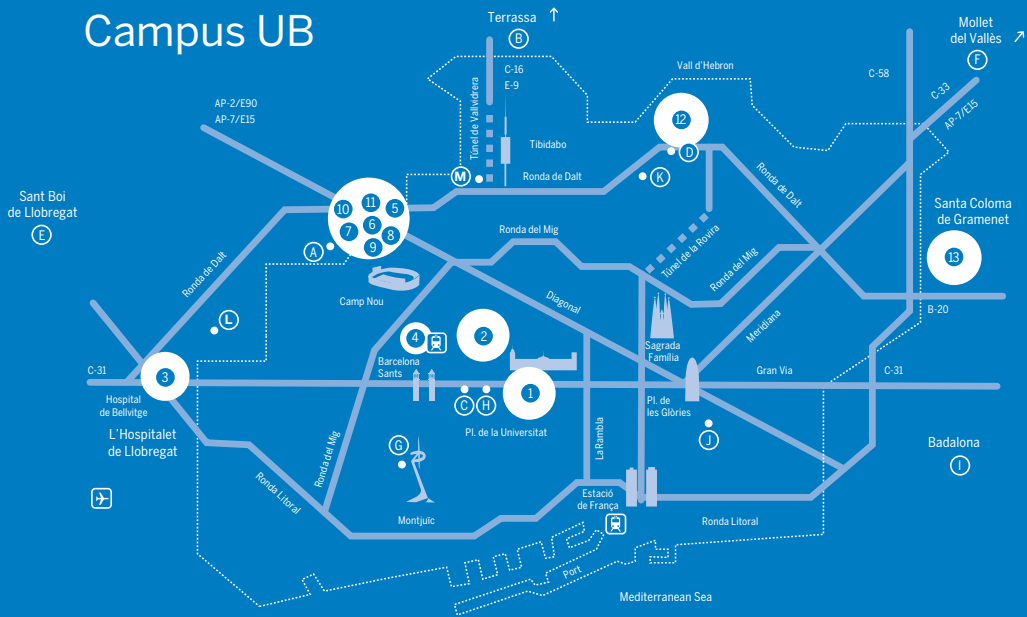 Campus UB
Terrassa ↑
B
Mollet
del Vallès ↗
F
C-16
E-9
Vall d'Hebron
C-58
C-33
AP-7/E15
AP-2/E90
AP-7/E15
Túnel de Vallvidrera
Tibidabo
12
D
K
M
Ronda de Dalt
Ronda de Dalt
Sant Boi
de Llobregat
E
10
11
5
7
6
8
9
A
Ronda de Dalt
Camp Nou
Ronda del Mig
Túnel de la Rovira
Ronda del Mig
Santa Coloma
de Gramenet
13
B-20
Diagonal
Meridiana
L
4
2
Sagrada
Família
Barcelona
Sants
C-31
3
Hospital
de Bellvitge
L'Hospitalet
de Llobregat
1
C
H
Pl. de la Universitat
Gran Via
C-31
Pl. de
les Glòries
J
La Rambla
Ronda del Mig
G
Montjuïc
Ronda Litoral
Estació
de França
Ronda Litoral
Badalona
I
Port
Mediterranean Sea